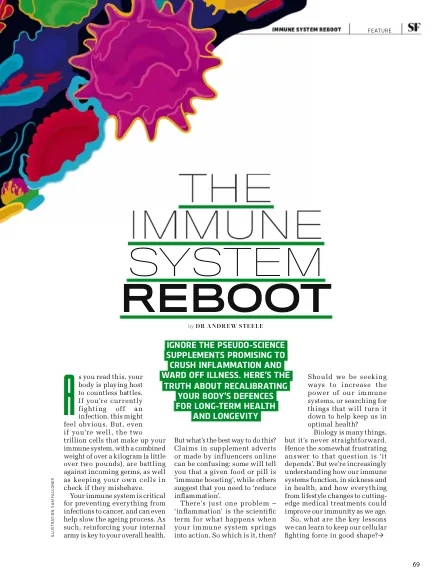 IMMUNE SYSTEM REBOOT
FEATURE
SF
THE
IMMUNE
SYSTEM
REBOOT
by DR ANDREW STEELE
IGNORE THE PSEUDO-SCIENCE
SUPPLEMENTS PROMISING TO
CRUSH INFLAMMATION AND
WARD OFF ILLNESS. HERE'S THE
TRUTH ABOUT RECALIBRATING
YOUR BODY'S DEFENCES
FOR LONG-TERM HEALTH
AND LONGEVITY
As you read this, your
body is playing host
to countless battles.
If you're currently
fighting off an
infection, this might
feel obvious. But, even
if you're well, the two
trillion cells that make up your
immune system, with a combined
weight of over a kilogram (a little
over two pounds), are battling
against incoming germs, as well
as keeping your own cells in
check if they misbehave.
Your immune system is critical
for preventing everything from
infections to cancer, and can even
help slow the ageing process. As
such, reinforcing your internal
army is key to your overall health.
But what's the best way to do this?
Claims in supplement adverts
or made by influencers online
can be confusing; some will tell
you that a given food or pill is
'immune boosting', while others
suggest that you need to 'reduce
inflammation'.
There's just one problem –
'inflammation' is the scientific
term for what happens when
your immune system springs
into action. So which is it, then?
Should we be seeking
ways to increase the
power of our immune
systems, or searching for
things that will turn it
down to help keep us in
optimal health?
Biology is many things,
but it's never straightforward.
Hence the somewhat frustrating
answer to that question is 'it
depends'. But we're increasingly
understanding how our immune
systems function, in sickness and
in health, and how everything
from lifestyle changes to cutting-
edge medical treatments could
improve our immunity as we age.
So, what are the key lessons
we can learn to keep our cellular
fighting force in good shape?→
69